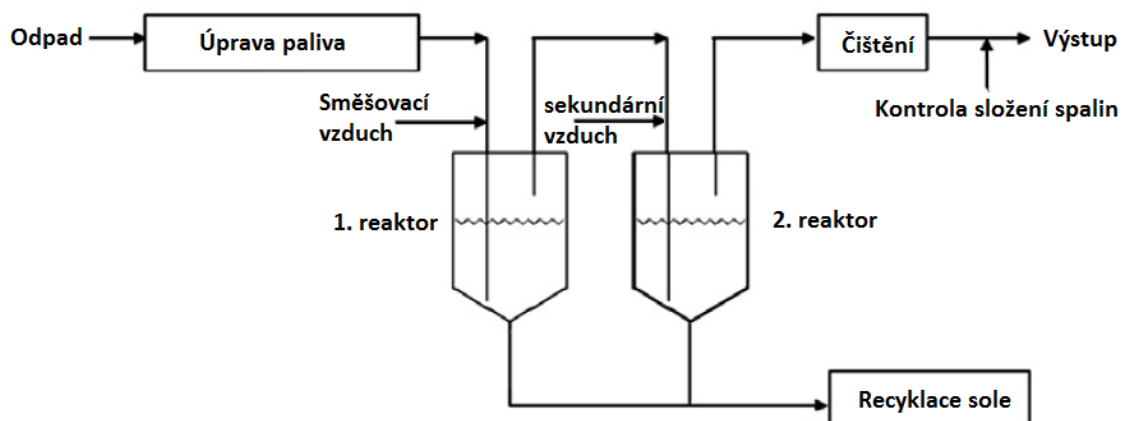 Odpad
Úprava paliva
Čištění
Výstup
Směšovací
vzduch
sekundární
vzduch
Kontrola složení spalin
1. reaktor
2. reaktor
Recyklace sole